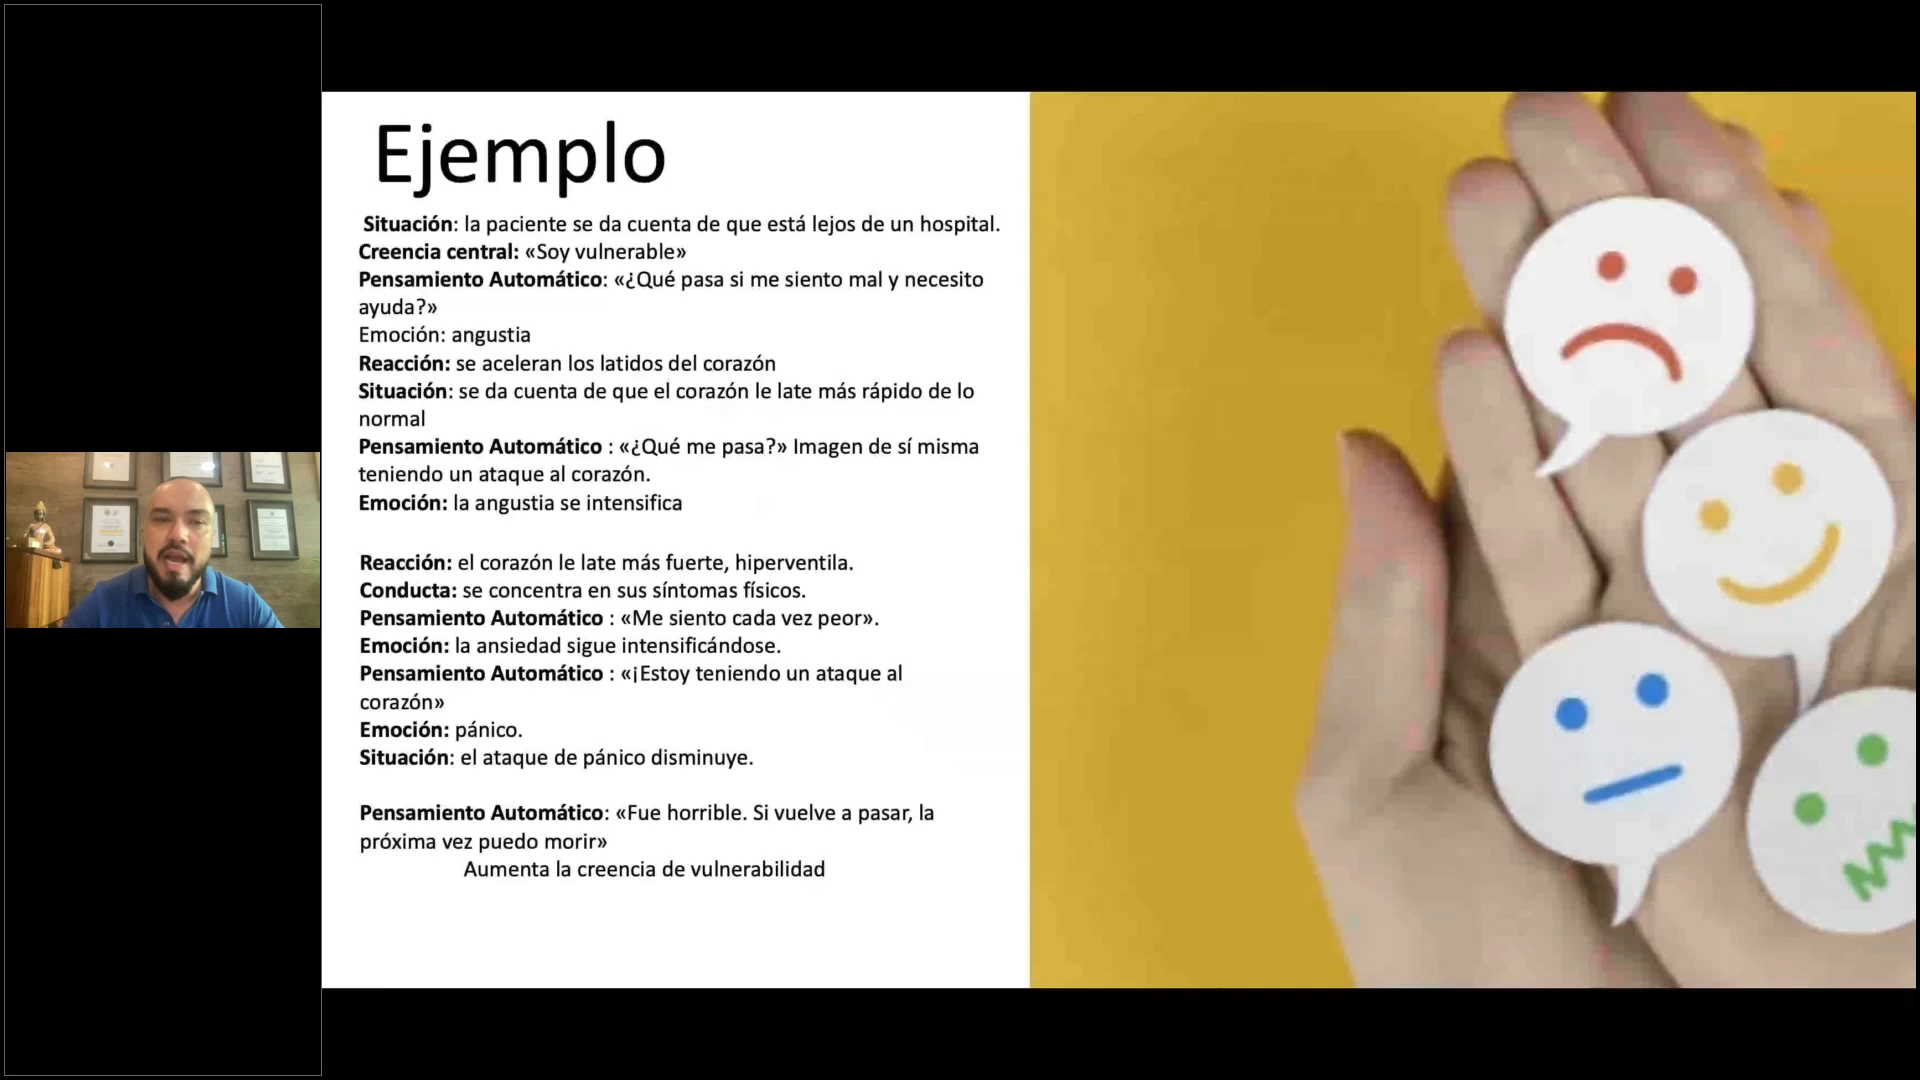 Ejemplo
Situación: la paciente se da cuenta de que está lejos de un hospital.
Creencia central: «Soy vulnerable»
Pensamiento Automático: «¿Qué pasa si me siento mal y necesito
ayuda?»
Emoción: angustia
Reacción: se aceleran los latidos del corazón
Situación: se da cuenta de que el corazón le late más rápido de lo
normal
Pensamiento Automático : «¿Qué me pasa?» Imagen de sí misma
teniendo un ataque al corazón.
Emoción: la angustia se intensifica
Reacción: el corazón le late más fuerte, hiperventila.
Conducta: se concentra en sus síntomas físicos.
Pensamiento Automático : «Me siento cada vez peor».
Emoción: la ansiedad sigue intensificándose.
Pensamiento Automático : «¡Estoy teniendo un ataque al
corazón»
Emoción: pánico.
Situación: el ataque de pánico disminuye.
Pensamiento Automático: «Fue horrible. Si vuelve a pasar, la
próxima vez puedo morir»
Aumenta la creencia de vulnerabilidad